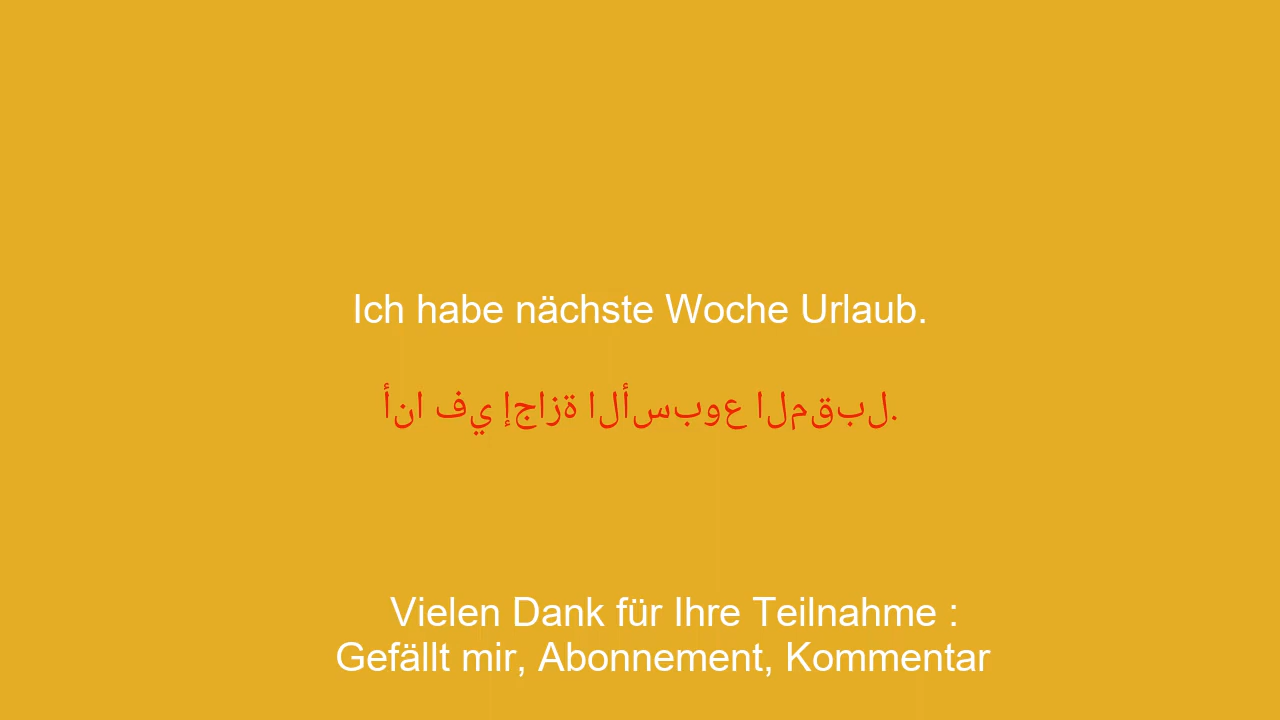 Ich habe nächste Woche Urlaub.
أنا في إجازة الأسبوع المقبل.
Vielen Dank für Ihre Teilnahme :
Gefällt mir, Abonnement, Kommentar